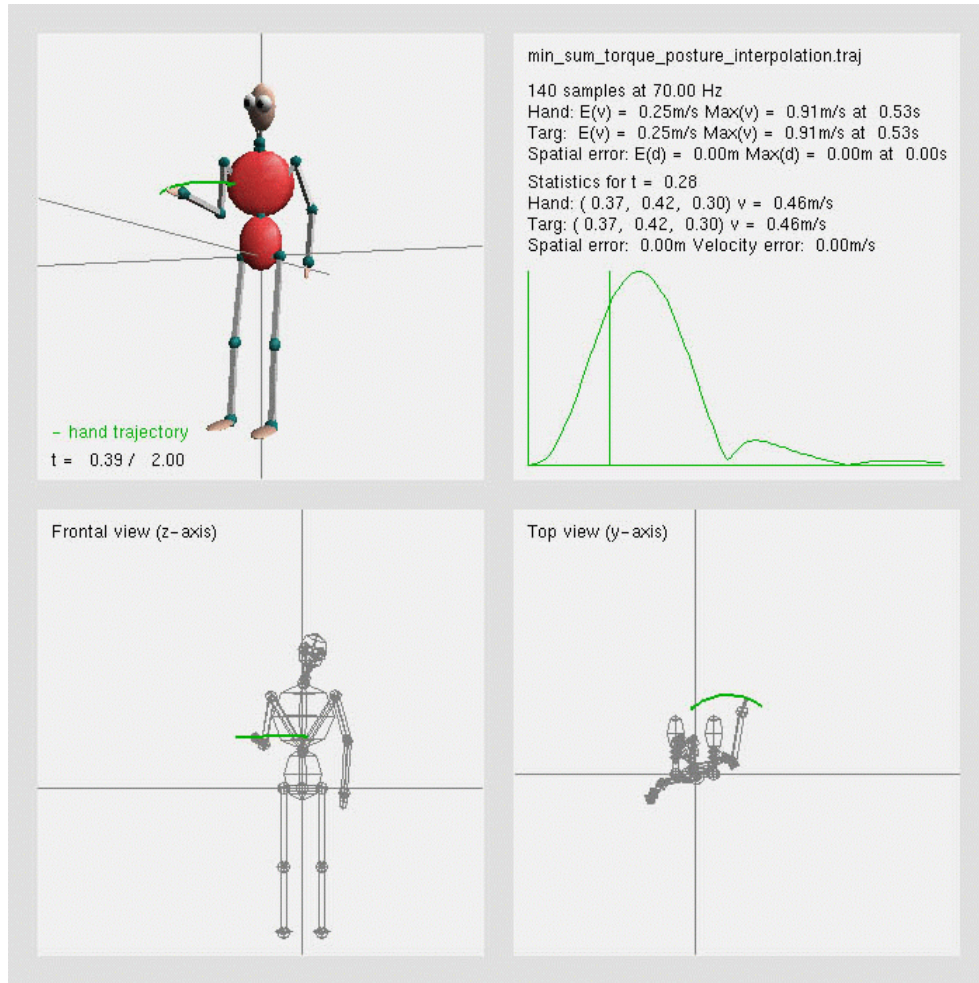 min_sum_torque_posture_interpolation.traj
140 samples at 70.00 Hz
Hand: E(v) = 0.25m/s Max(v) = 0.91m/s at 0.53s
Targ: E(v) = 0.25m/s Max(v) = 0.91m/s at 0.53s
Spatial error: E(d) = 0.00m Max(d) = 0.00m at 0.00s
Statistics for t = 0.28
Hand: ( 0.37, 0.42, 0.30) v = 0.46m/s
Targ: ( 0.37, 0.42, 0.30) v = 0.46m/s
Spatial error: 0.00m Velocity error: 0.00m/s
- hand trajectory
t = 0.39 / 2.00
Frontal view (z-axis)
Top view (y-axis)